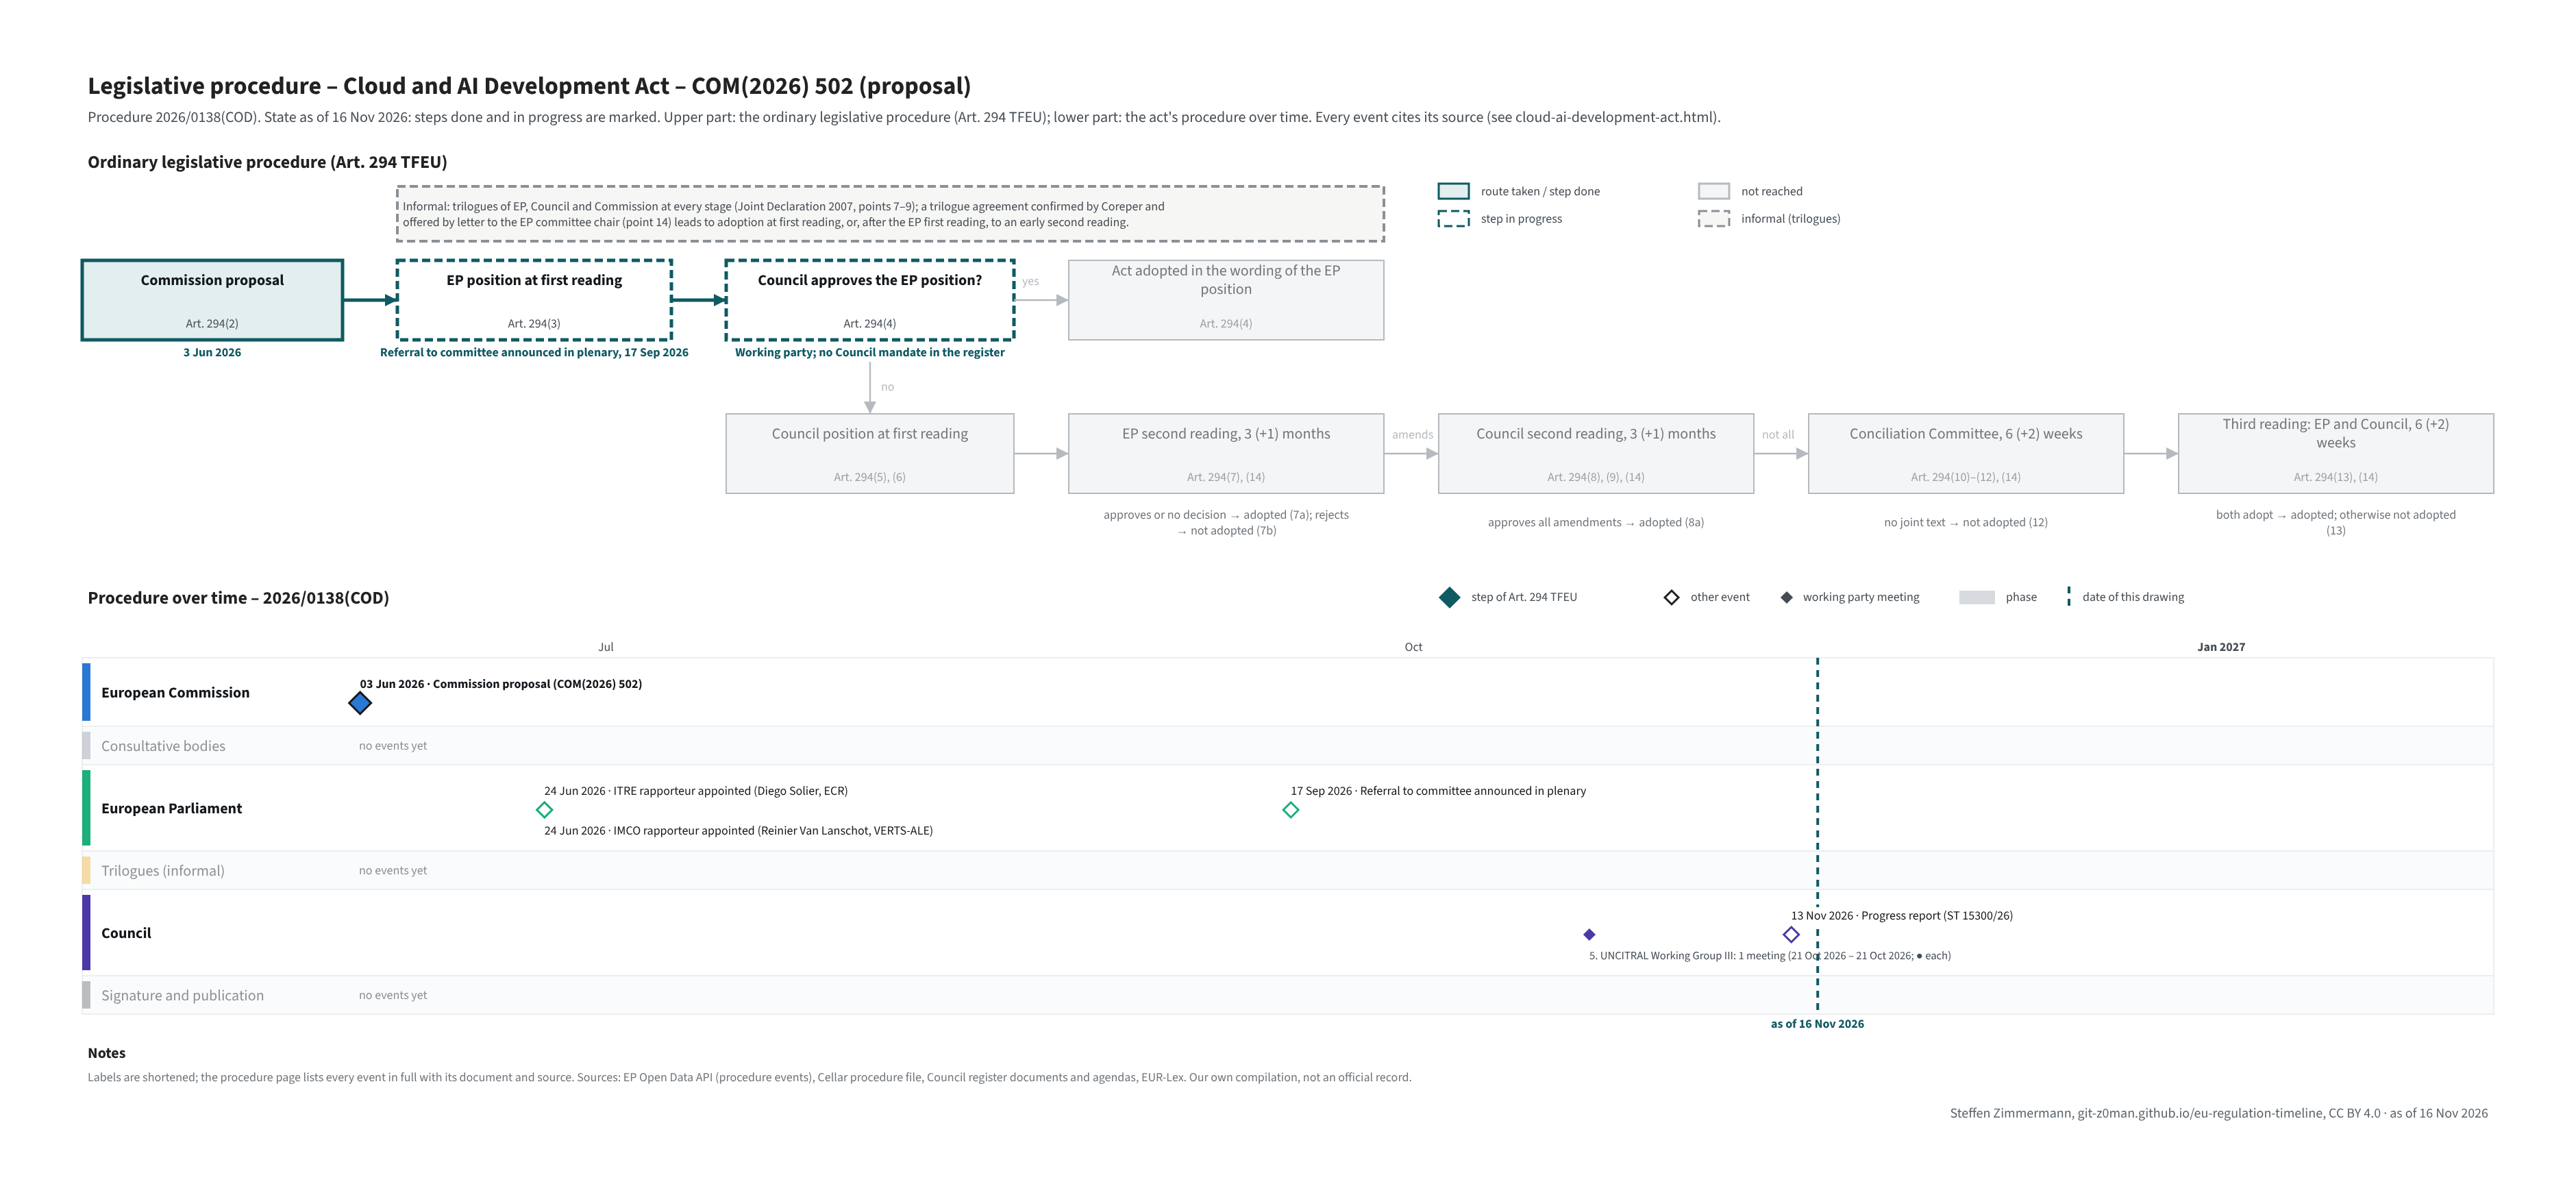 Legislative procedure – Cloud and AI Development Act – COM(2026) 502 (proposal)
Procedure 2026/0138(COD). State as of 16 Nov 2026: steps done and in progress are marked. Upper part: the ordinary legislative procedure (Art. 294 TFEU); lower part: the act's procedure over time. Every event cites its source (see cloud-ai-development-act.html).
Ordinary legislative procedure (Art. 294 TFEU)
Informal: trilogues of EP, Council and Commission at every stage (Joint Declaration 2007, points 7–9); a trilogue agreement confirmed by Coreper and
offered by letter to the EP committee chair (point 14) leads to adoption at first reading, or, after the EP first reading, to an early second reading.
route taken / step done
not reached
step in progress
informal (trilogues)
Commission proposal
Art. 294(2)
3 Jun 2026
EP position at first reading
Art. 294(3)
Referral to committee announced in plenary, 17 Sep 2026
Council approves the EP position?
Art. 294(4)
Working party; no Council mandate in the register
yes
Act adopted in the wording of the EP
position
Art. 294(4)
no
Council position at first reading
Art. 294(5), (6)
EP second reading, 3 (+1) months
Art. 294(7), (14)
approves or no decision → adopted (7a); rejects
→ not adopted (7b)
amends
Council second reading, 3 (+1) months
Art. 294(8), (9), (14)
approves all amendments → adopted (8a)
not all
Conciliation Committee, 6 (+2) weeks
Art. 294(10)–(12), (14)
no joint text → not adopted (12)
Third reading: EP and Council, 6 (+2)
weeks
Art. 294(13), (14)
both adopt → adopted; otherwise not adopted
(13)
Procedure over time – 2026/0138(COD)
step of Art. 294 TFEU
other event
working party meeting
phase
date of this drawing
Jul
Oct
Jan 2027
European Commission
03 Jun 2026 · Commission proposal (COM(2026) 502)
Consultative bodies
no events yet
European Parliament
24 Jun 2026 · ITRE rapporteur appointed (Diego Solier, ECR)
24 Jun 2026 · IMCO rapporteur appointed (Reinier Van Lanschot, VERTS-ALE)
17 Sep 2026 · Referral to committee announced in plenary
Trilogues (informal)
no events yet
Council
13 Nov 2026 · Progress report (ST 15300/26)
5. UNCITRAL Working Group III: 1 meeting (21 Oct 2026 – 21 Oct 2026; ● each)
Signature and publication
no events yet
as of 16 Nov 2026
Notes
Labels are shortened; the procedure page lists every event in full with its document and source. Sources: EP Open Data API (procedure events), Cellar procedure file, Council register documents and agendas, EUR-Lex. Our own compilation, not an official record.
Steffen Zimmermann, git-z0man.github.io/eu-regulation-timeline, CC BY 4.0 · as of 16 Nov 2026